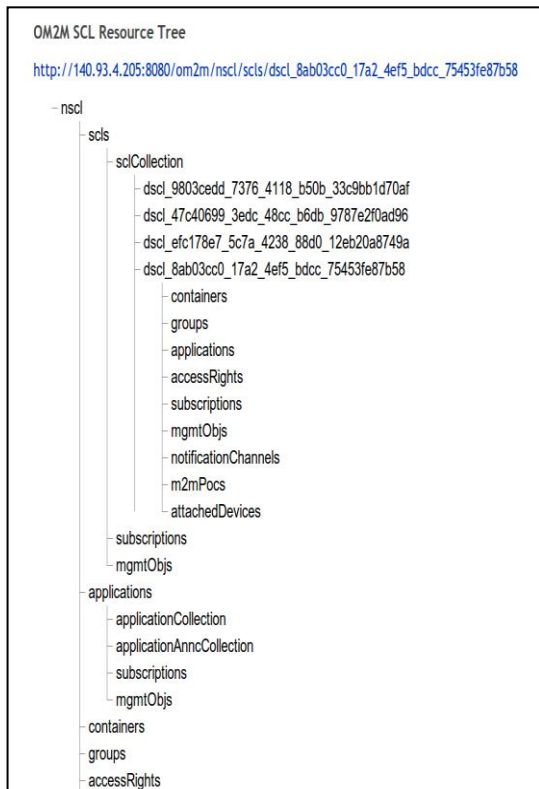 OM2M SCL Resource Tree
http://140.93.4.205:8080/om2m/nscl/scls/dscl_8ab03cc0_17a2_4ef5_bdcc_75453fe87b58
nscl
scls
sclCollection
dscl_9803cedd_7376_4118_b50b_33c9bb1d70af
dscl_47c40699_3edc_48cc_b6db_9787e2f0ad96
dscl_efc178e7_5c7a_4238_88d0_12eb20a8749a
dscl_8ab03cc0_17a2_4ef5_bdcc_75453fe87b58
containers
groups
applications
accessRights
subscriptions
mgmtObjs
notificationChannels
m2mPocs
attachedDevices
subscriptions
mgmtObjs
applications
applicationCollection
applicationAnncCollection
subscriptions
mgmtObjs
containers
groups
accessRights